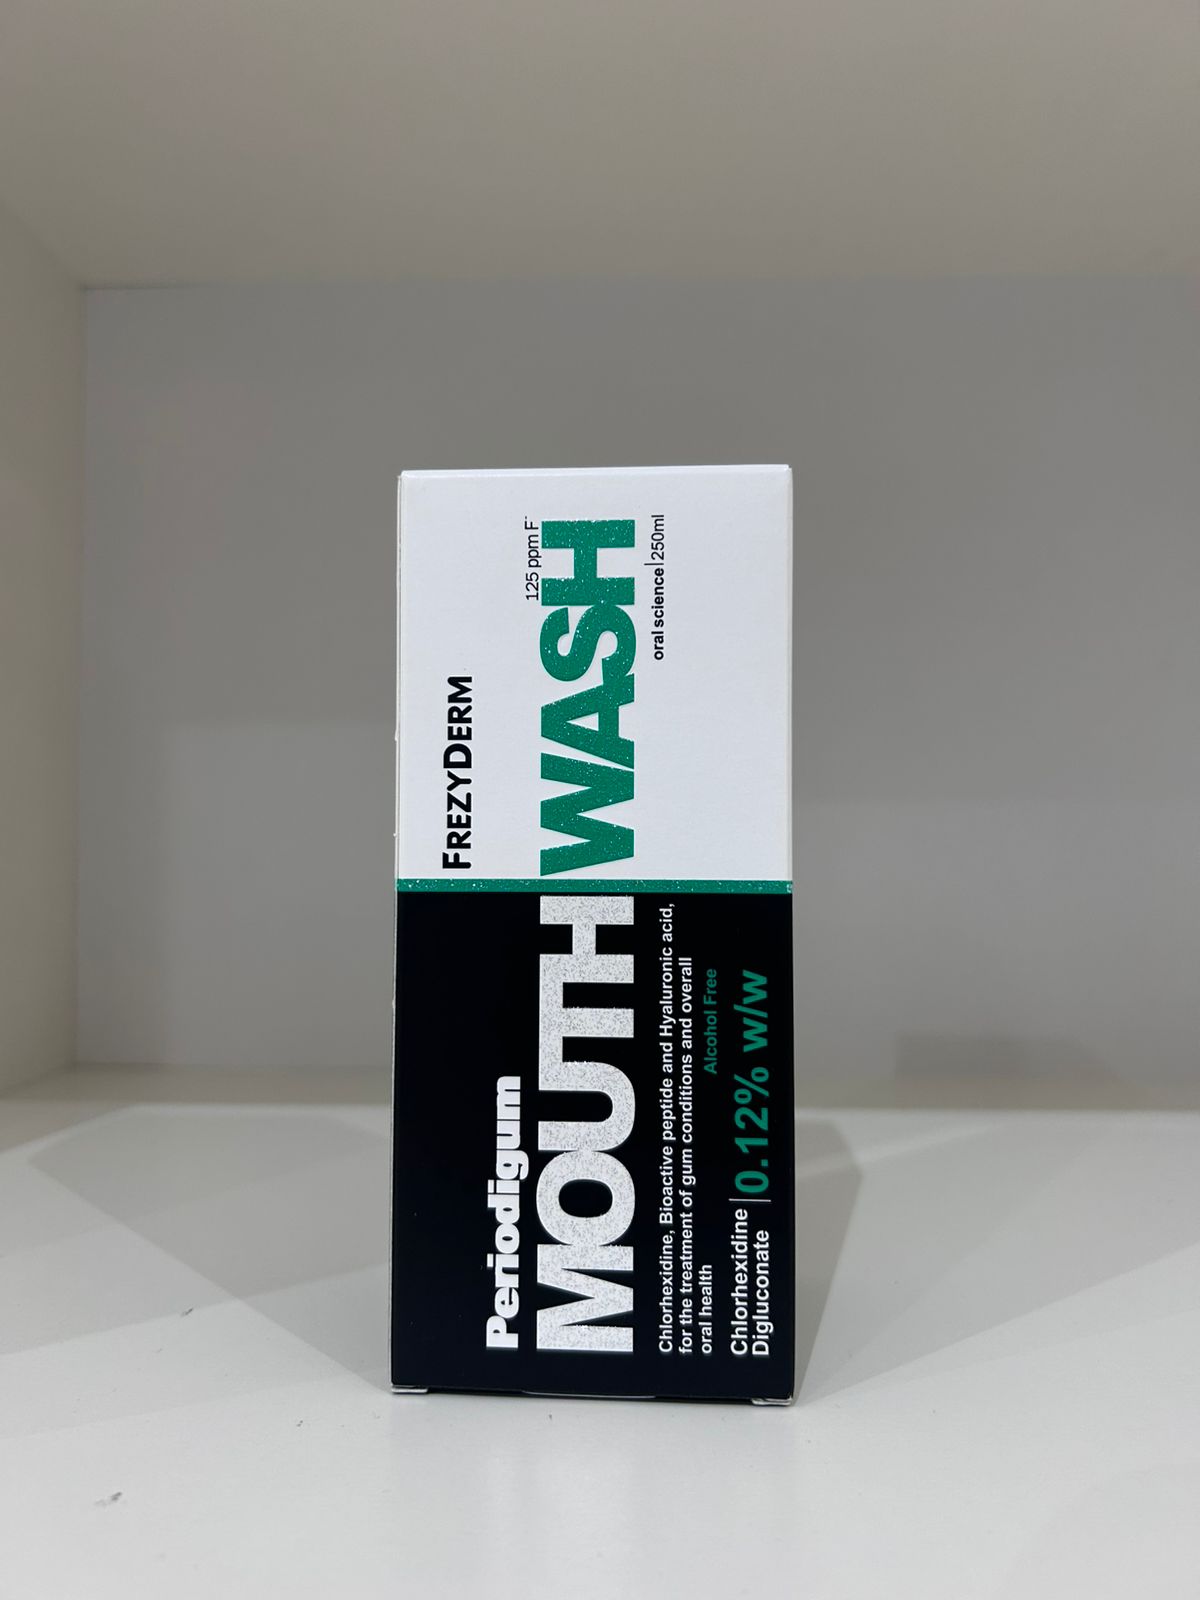 FREZYDERM
Periodigum
125 ppm F⁻
MOUTH WASH
oral science | 250ml
Chlorhexidine, Bioactive peptide and Hyaluronic acid,
for the treatment of gum conditions and overall
oral health
Alcohol Free
Chlorhexidine
Digluconate | 0.12% w/w